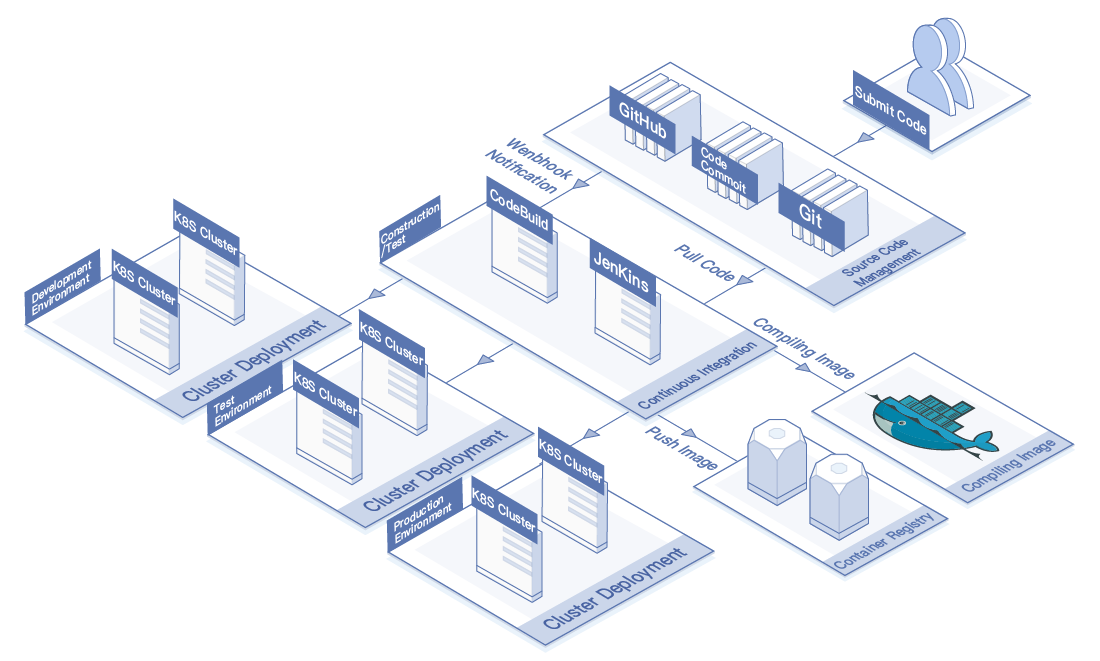 Submit Code
GitHub
Code
Commoit
Git
Source Code
Management
Wenbhook
Notification
Pull Code
Construction
/Test
CodeBuild
JenKins
Continuous Integration
Compiling Image
Push Image
Compiling Image
Container Registry
Development
Environment
K8S Cluster
K8S Cluster
Cluster Deployment
Test
Environment
K8S Cluster
K8S Cluster
Cluster Deployment
Production
Environment
K8S Cluster
K8S Cluster
Cluster Deployment